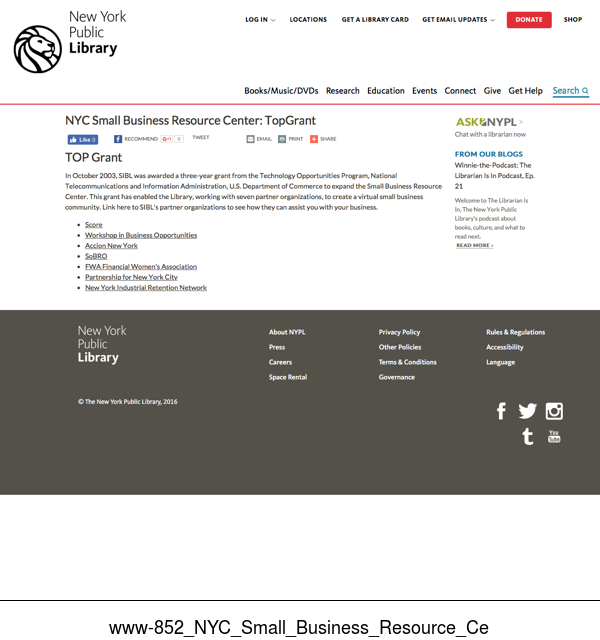 New York
Public
Library
LOG IN
LOCATIONS
GET A LIBRARY CARD
GET EMAIL UPDATES
DONATE
SHOP
Books/Music/DVDs Research Education Events Connect Give Get Help Search
NYC Small Business Resource Center: TopGrant
Like 0
RECOMMEND
G+1 0
TWEET
EMAIL
PRINT
SHARE
TOP Grant
In October 2003, SIBL was awarded a three-year grant from the Technology Opportunities Program, National
Telecommunications and Information Administration, U.S. Department of Commerce to expand the Small Business Resource
Center. This grant has enabled the Library, working with seven partner organizations, to create a virtual small business
community. Link here to SIBL's partner organizations to see how they can assist you with your business.
Score
Workshop in Business Opportunities
Accion New York
SoBRO
FWA Financial Women's Association
Partnership for New York City
New York Industrial Retention Network
ASK NYPL >
Chat with a librarian now
FROM OUR BLOGS
Winnie-the-Podcast: The
Librarian Is In Podcast, Ep.
21
Welcome to The Librarian
Is In, The New York Public
Library's podcast about
books, culture, and what to
read next.
READ MORE ›
New York
Public
Library
About NYPL
Press
Careers
Space Rental
Privacy Policy
Other Policies
Terms & Conditions
Governance
Rules & Regulations
Accessibility
Language
© The New York Public Library, 2016
You
Tube
www-852_NYC_Small_Business_Resource_Ce